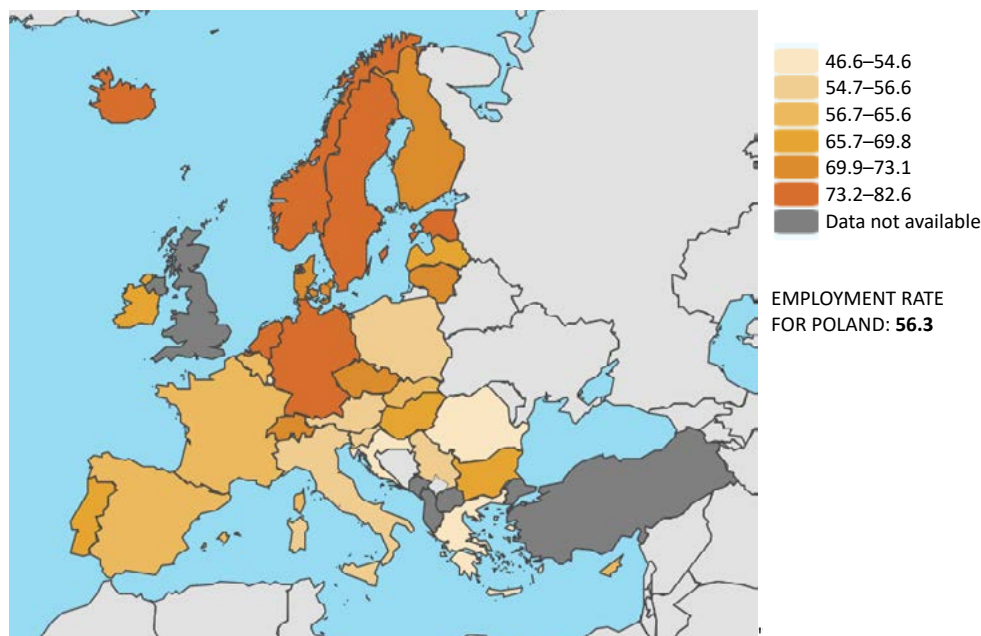 46.6–54.6
54.7–56.6
56.7–65.6
65.7–69.8
69.9–73.1
73.2–82.6
Data not available
EMPLOYMENT RATE
FOR POLAND: 56.3